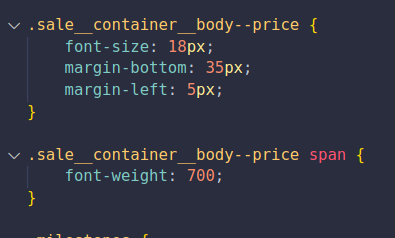 .sale__container__body--price {
font-size: 18px;
margin-bottom: 35px;
margin-left: 5px;
}
.sale__container__body--price span {
font-weight: 700;
}